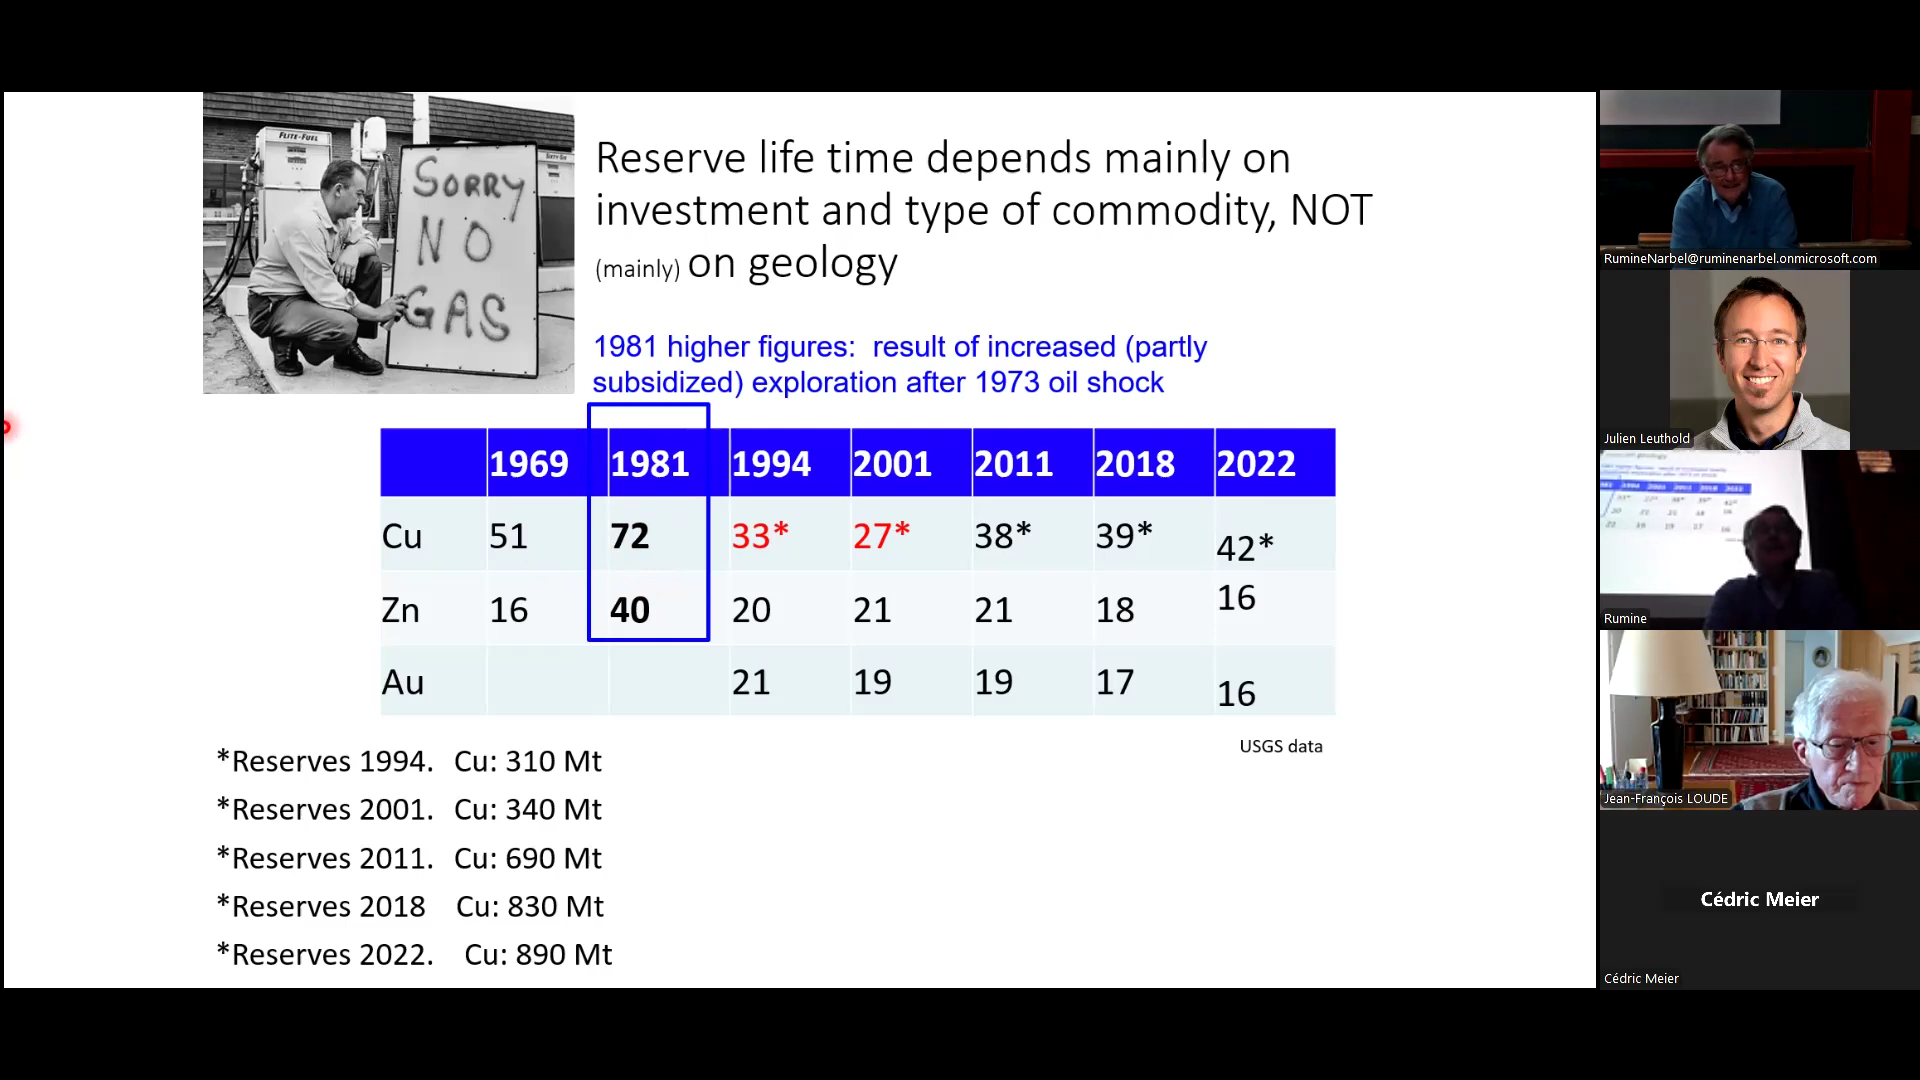 FLITE-FUEL
SORRY
NO
GAS
Reserve life time depends mainly on
investment and type of commodity, NOT
(mainly) on geology
1981 higher figures: result of increased (partly
subsidized) exploration after 1973 oil shock
1969 1981 1994 2001 2011 2018 2022
Cu 51 72 33* 27* 38* 39* 42*
Zn 16 40 20 21 21 18 16
Au 21 19 19 17 16
USGS data
*Reserves 1994. Cu: 310 Mt
*Reserves 2001. Cu: 340 Mt
*Reserves 2011. Cu: 690 Mt
*Reserves 2018 Cu: 830 Mt
*Reserves 2022. Cu: 890 Mt
RumineNarbel@ruminenarbel.onmicrosoft.com
Julien Leuthold
Rumine
Jean-François LOUDE
Cédric Meier
Cédric Meier